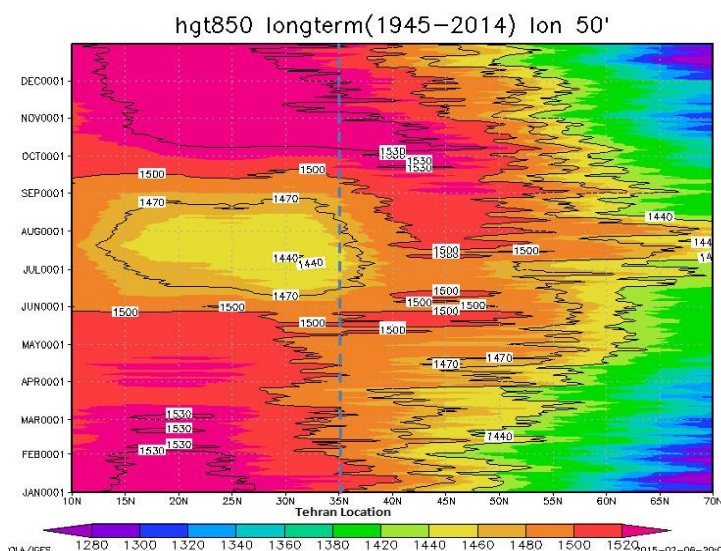 hgt850 longterm(1945−2014) lon 50'
DEC0001
NOV0001
OCT0001
SEP0001
AUG0001
JUL0001
JUN0001
MAY0001
APR0001
MAR0001
FEB0001
JAN0001
1530
1530
1530
1500
1500
1470
1470
1440
1440
1500
1500
1440
1440
1470
1500
1500
1500
1500
1500
1500
1500
1470
1470
1530
1530
1530
1530
1440
10N 15N 20N 25N 30N 35N 40N 45N 50N 55N 60N 65N 70N
Tehran Location
1280 1300 1320 1340 1360 1380 1400 1420 1440 1460 1480 1500 1520